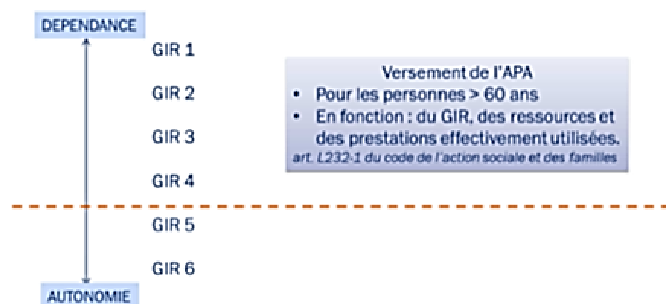 DEPENDANCE
GIR 1
GIR 2
GIR 3
GIR 4
GIR 5
GIR 6
AUTONOMIE
Versement de l'APA
• Pour les personnes > 60 ans
• En fonction : du GIR, des ressources et
des prestations effectivement utilisées.
art. L232-1 du code de l'action sociale et des familles